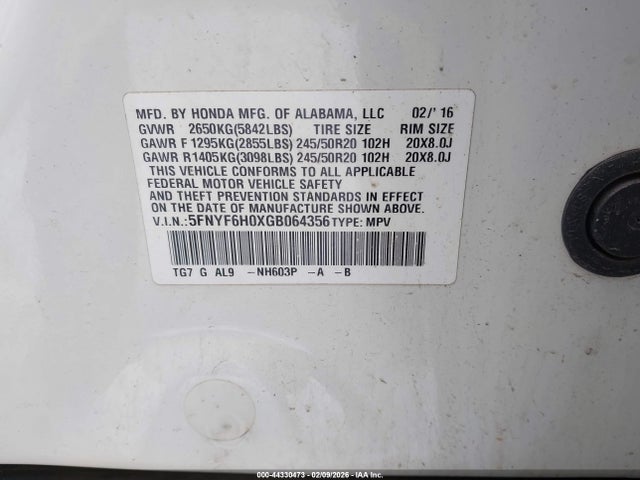 MFD. BY HONDA MFG. OF ALABAMA, LLC 02/' 16
GVWR 2650KG(5842LBS) TIRE SIZE RIM SIZE
GAWR F 1295KG(2855LBS) 245/50R20 102H 20X8.0J
GAWR R1405KG(3098LBS) 245/50R20 102H 20X8.0J
THIS VEHICLE CONFORMS TO ALL APPLICABLE
FEDERAL MOTOR VEHICLE SAFETY
AND THEFT PREVENTION STANDARDS IN EFFECT
ON THE DATE OF MANUFACTURE SHOWN ABOVE.
V.I.N.: 5FNYF6H0XGB064356 TYPE: MPV
TG7 G AL9 -NH603P -A -B
© - 44330473 - 02/09/2026 - IAA Inc.